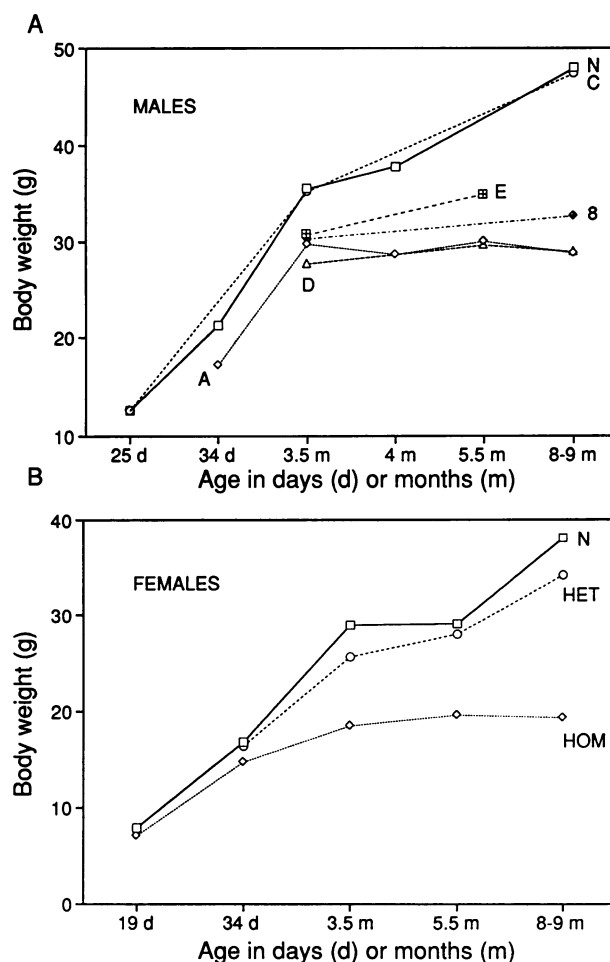 A
Body weight (g)
50
40
30
20
10
MALES
N
C
E
8
D
A
25 d 34 d 3.5 m 4 m 5.5 m 8-9 m
Age in days (d) or months (m)
B
Body weight (g)
40
30
20
10
0
FEMALES
N
HET
HOM
19 d 34 d 3.5 m 5.5 m 8-9 m
Age in days (d) or months (m)